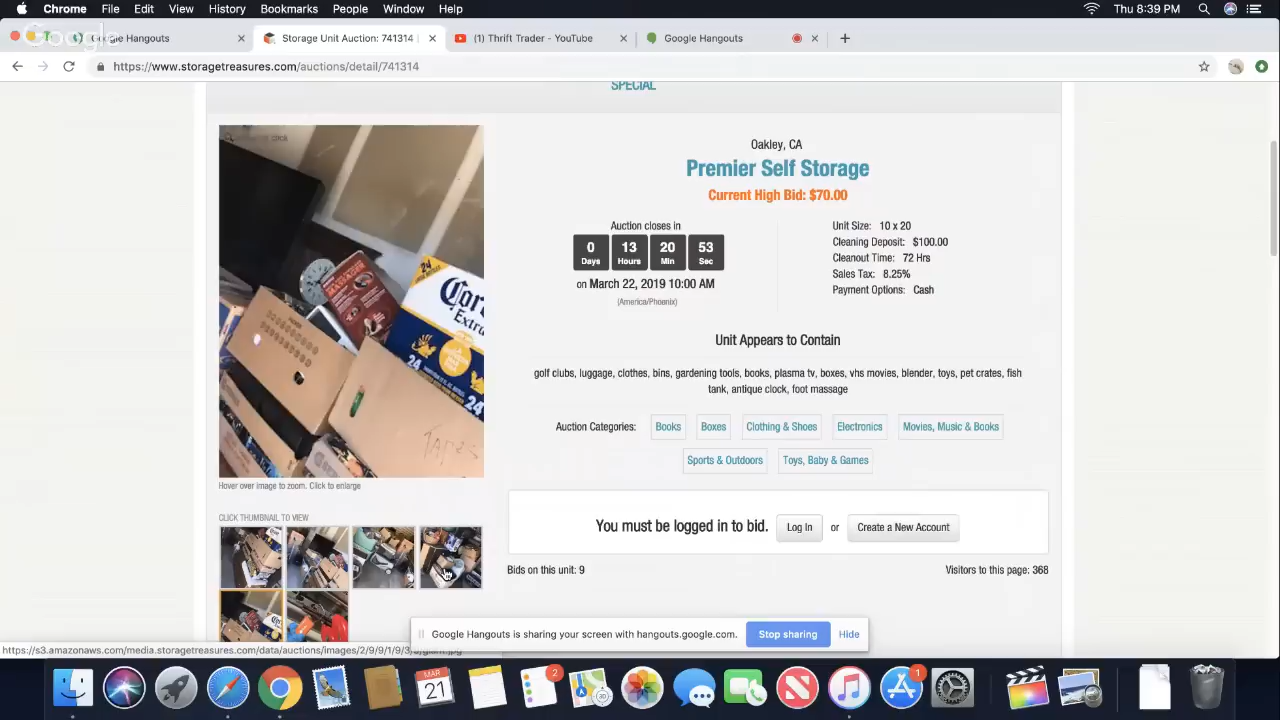 Chrome File Edit View History Bookmarks People Window Help Thu 8:39 PM
Google Hangouts Storage Unit Auction: 741314 (1) Thrift Trader - YouTube Google Hangouts
https://www.storagetreasures.com/auctions/detail/741314
SPECIAL
Oakley, CA
Premier Self Storage
Current High Bid: $70.00
Auction closes in
0 13 20 53
Days Hours Min Sec
on March 22, 2019 10:00 AM
(America/Phoenix)
Unit Size: 10 x 20
Cleaning Deposit: $100.00
Cleanout Time: 72 Hrs
Sales Tax: 8.25%
Payment Options: Cash
Unit Appears to Contain
golf clubs, luggage, clothes, bins, gardening tools, books, plasma tv, boxes, vhs movies, blender, toys, pet crates, fish
tank, antique clock, foot massage
Auction Categories: Books Boxes Clothing & Shoes Electronics Movies, Music & Books
Sports & Outdoors Toys, Baby & Games
You must be logged in to bid. Log In or Create a New Account
Bids on this unit: 9 Visitors to this page: 368
24
Extra
24
Hover over image to zoom. Click to enlarge
CLICK THUMBNAIL TO VIEW
Google Hangouts is sharing your screen with hangouts.google.com. Stop sharing Hide
MAR
21
2
1